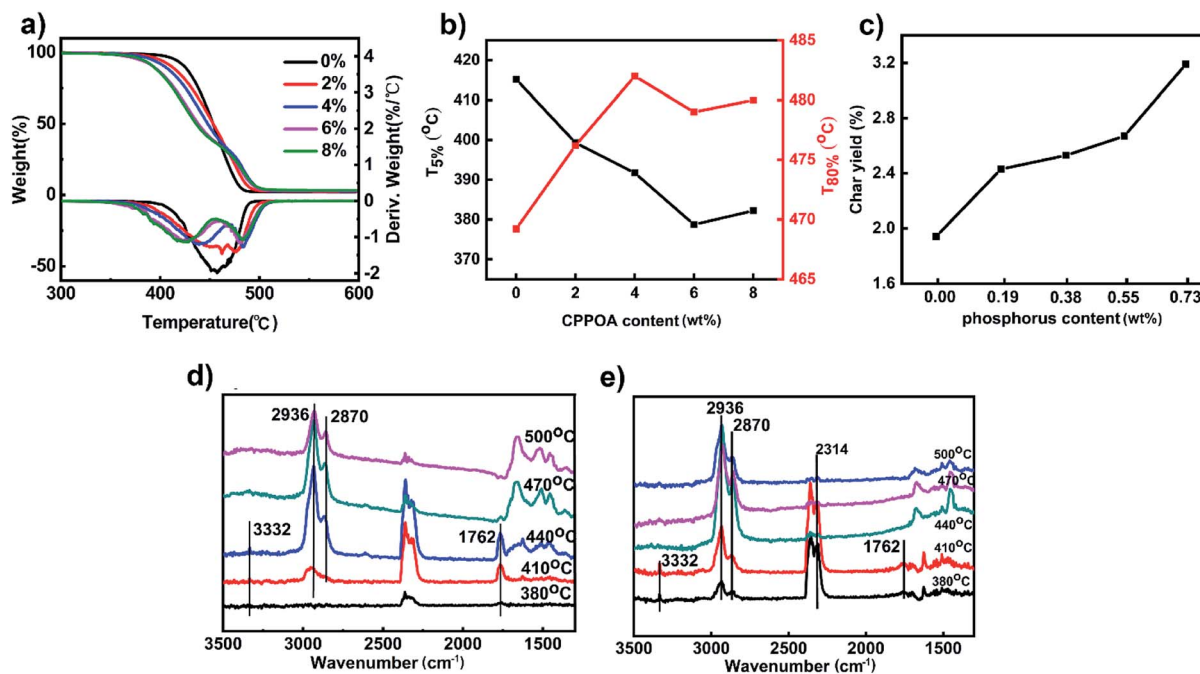 a)
100
50
0
-50
Weight(%)
300
400
500
600
Temperature(℃)
4
3
2
1
0
-1
-2
Deriv. Weight(%/℃)
0%
2%
4%
6%
8%
b)
420
410
400
390
380
370
T5% (°C)
0
2
4
6
8
CPPOA content (wt%)
485
480
475
470
465
T80% (°C)
c)
3.2
2.8
2.4
2.0
1.6
Char yield (%)
0.00
0.19
0.38
0.55
0.73
phosphorus content (wt%)
d)
2936
2870
3332
1762
500°C
470°C
440°C
410°C
380°C
3500
3000
2500
2000
1500
Wavenumber (cm-1)
e)
2936
2870
2314
3332
1762
500°C
470°C
440°C
410°C
380°C
3500
3000
2500
2000
1500
Wavenumber (cm-1)